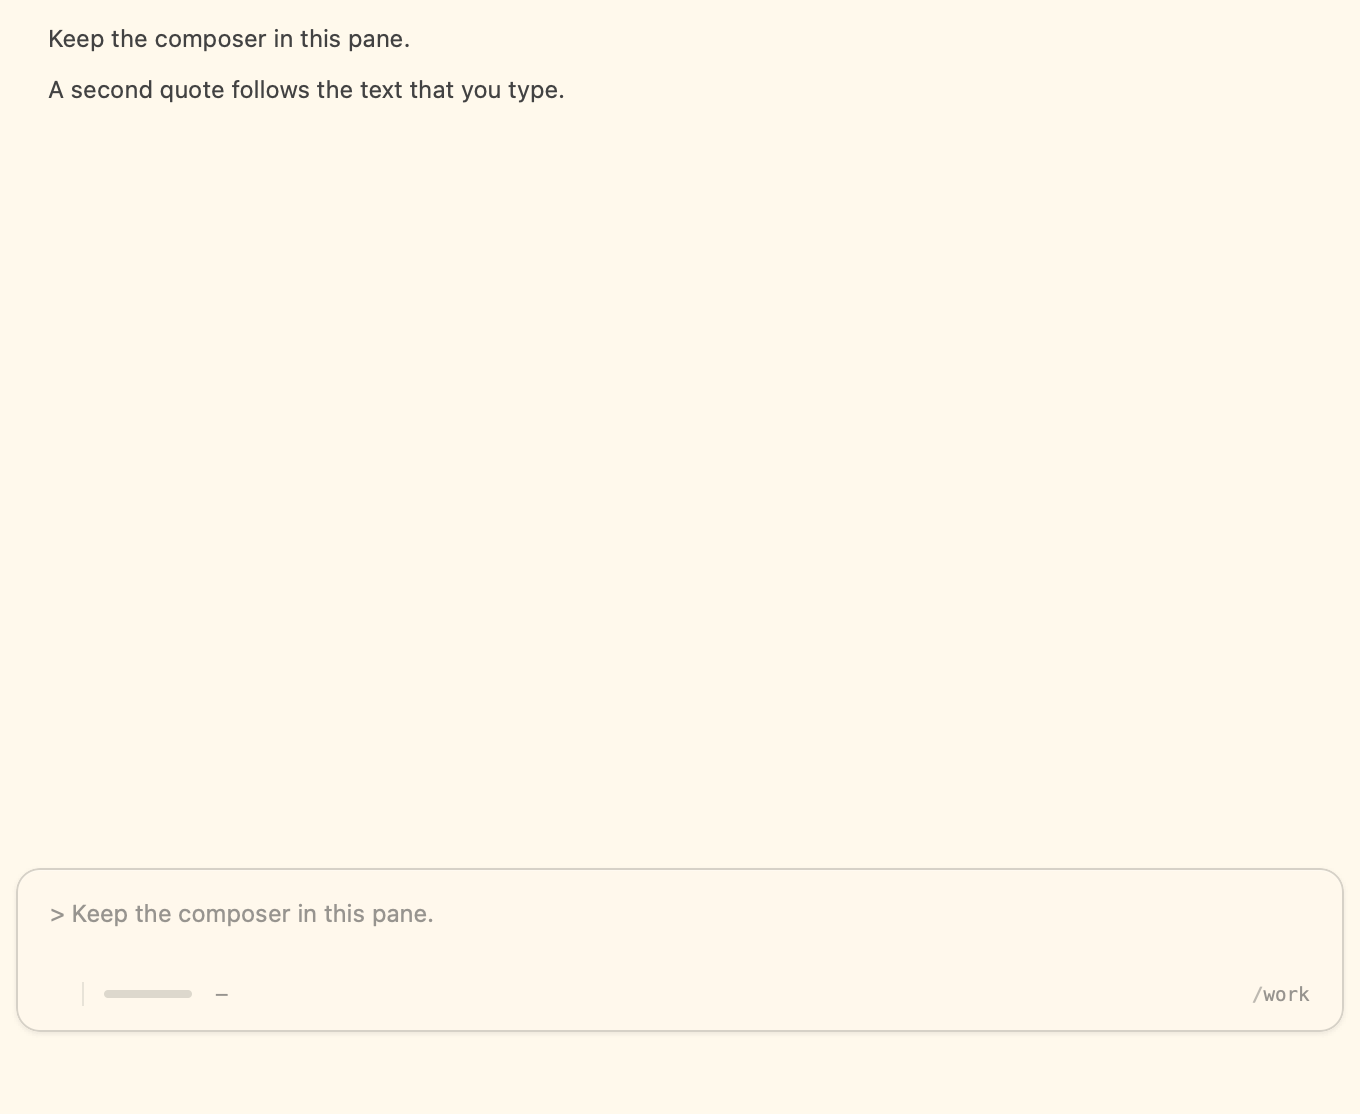 Keep the composer in this pane.
A second quote follows the text that you type.
> Keep the composer in this pane.
– /work